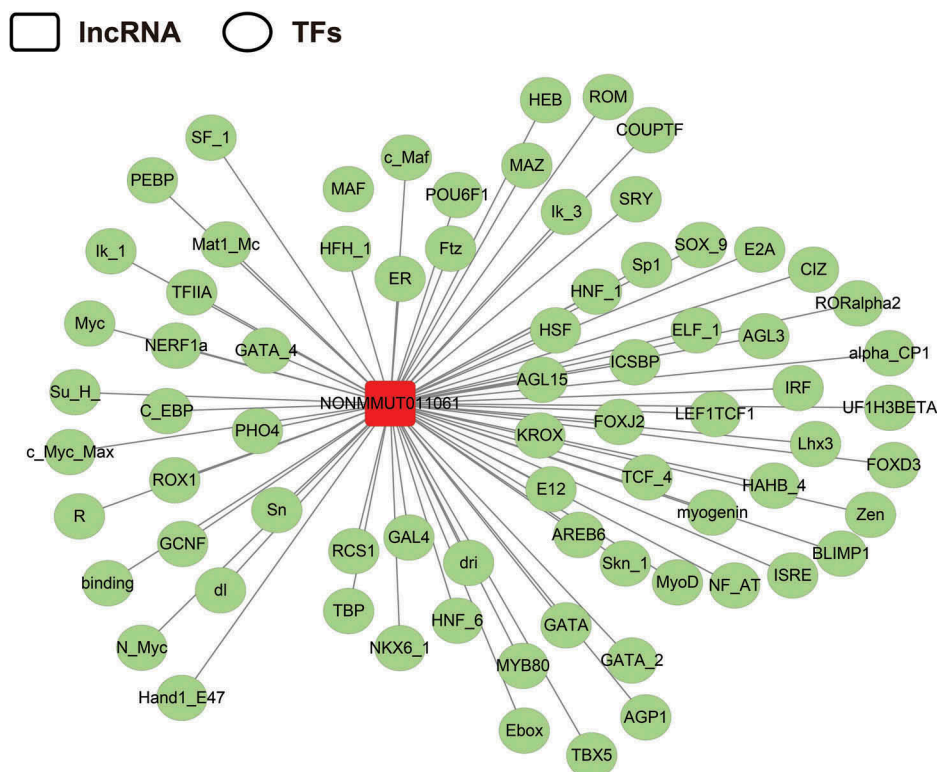 lncRNA
TFs
HEB
ROM
COUPTF
SF_1
c_Maf
MAZ
PEBP
MAF
POU6F1
SRY
Ik_3
Mat1_Mc
HFH_1
Ftz
Ik_1
SOX_9
E2A
Sp1
CIZ
ER
TFIIA
HNF_1
RORalpha2
Myc
NERF1a
GATA_4
HSF
ELF_1
AGL3
alpha_CP1
ICSBP
AGL15
Su_H_
NONMMUT011061
IRF
UF1H3BETA
C_EBP
LEF1TCF1
FOXJ2
PHO4
KROX
Lhx3
c_Myc_Max
FOXD3
ROX1
TCF_4
HAHB_4
E12
Sn
R
myogenin
Zen
GCNF
RCS1
GAL4
AREB6
BLIMP1
dri
Skn_1
binding
dl
MyoD
NF_AT
ISRE
TBP
HNF_6
GATA
N_Myc
NKX6_1
MYB80
GATA_2
Hand1_E47
AGP1
Ebox
TBX5